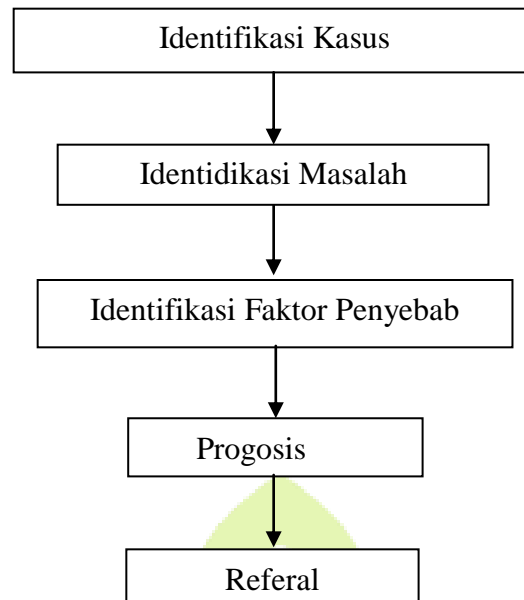 Identifikasi Kasus
Identidikasi Masalah
Identifikasi Faktor Penyebab
Progosis
Referal